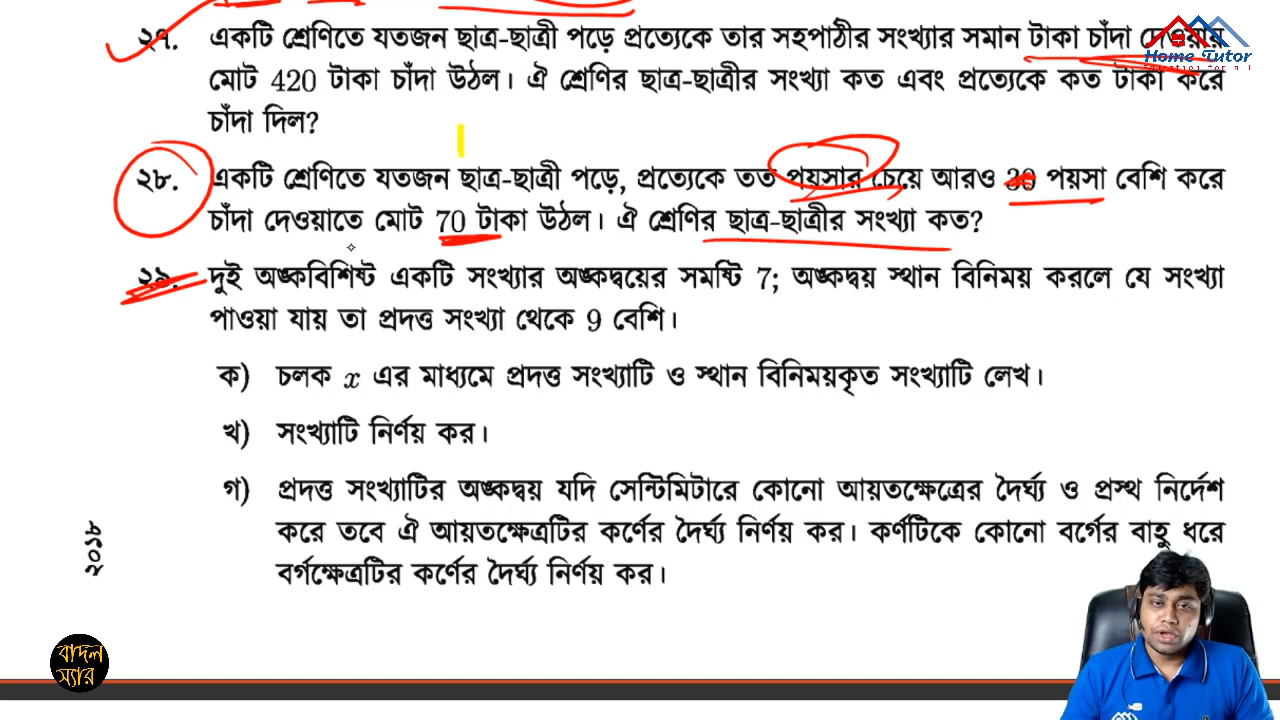 ২৭. একটি শ্রেণিতে যতজন ছাত্র-ছাত্রী পড়ে প্রত্যেকে তার সহপাঠীর সংখ্যার সমান টাকা চাঁদা দেওয়ায়
Home Tutor
মোট 420 টাকা চাঁদা উঠল। ঐ শ্রেণির ছাত্র-ছাত্রীর সংখ্যা কত এবং প্রত্যেকে কত টাকা করে
চাঁদা দিল?
২৮. একটি শ্রেণিতে যতজন ছাত্র-ছাত্রী পড়ে, প্রত্যেকে তত পয়সার চেয়ে আরও 30 পয়সা বেশি করে
চাঁদা দেওয়াতে মোট 70 টাকা উঠল। ঐ শ্রেণির ছাত্র-ছাত্রীর সংখ্যা কত?
২৯. দুই অঙ্কবিশিষ্ট একটি সংখ্যার অঙ্কদ্বয়ের সমষ্টি 7; অঙ্কদ্বয় স্থান বিনিময় করলে যে সংখ্যা
পাওয়া যায় তা প্রদত্ত সংখ্যা থেকে 9 বেশি।
ক) চলক x এর মাধ্যমে প্রদত্ত সংখ্যাটি ও স্থান বিনিময়কৃত সংখ্যাটি লেখ।
খ) সংখ্যাটি নির্ণয় কর।
গ) প্রদত্ত সংখ্যাটির অঙ্কদ্বয় যদি সেন্টিমিটারে কোনো আয়তক্ষেত্রের দৈর্ঘ্য ও প্রস্থ নির্দেশ
করে তবে ঐ আয়তক্ষেত্রটির কর্ণের দৈর্ঘ্য নির্ণয় কর। কর্ণটিকে কোনো বর্গের বাহু ধরে
বর্গক্ষেত্রটির কর্ণের দৈর্ঘ্য নির্ণয় কর।
২০১৮
বাদল
স্যার